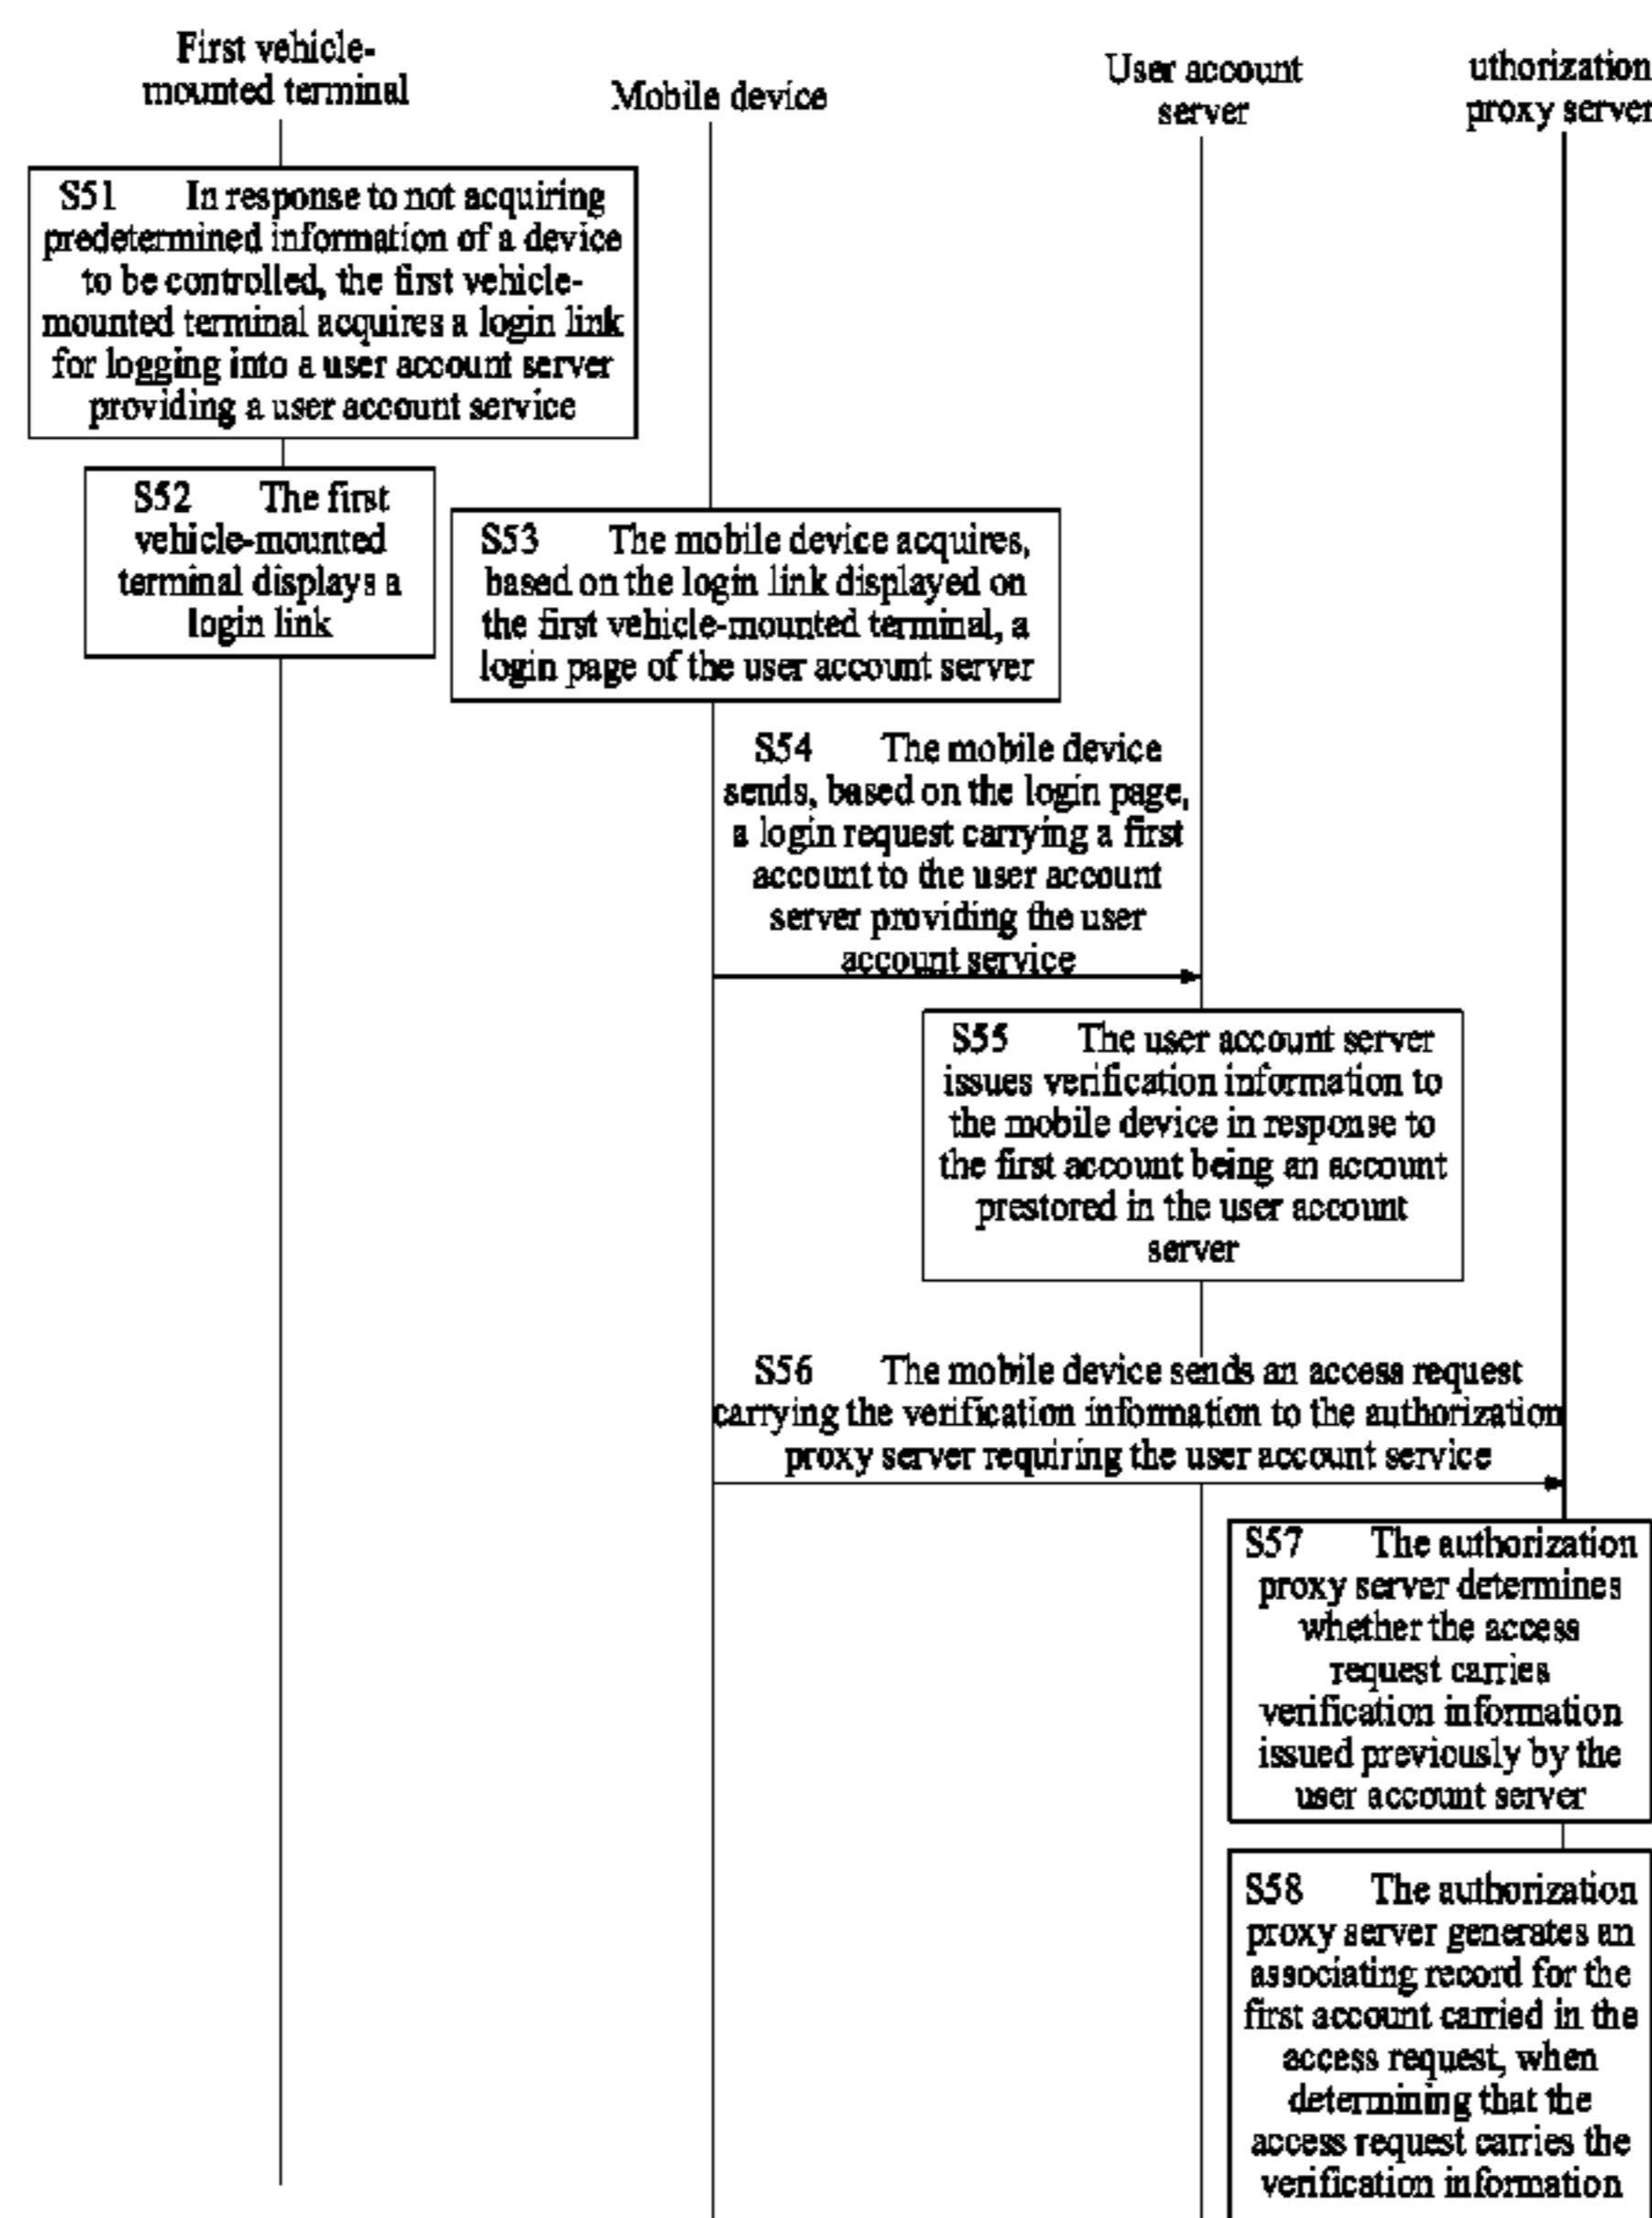 First vehicle-
mounted terminal
Mobile device
User account
server
uthorization
proxy server
S51 In response to not acquiring
predetermined information of a device
to be controlled, the first vehicle-
mounted terminal acquires a login link
for logging into a user account server
providing a user account service
S52 The first
vehicle-mounted
terminal displays a
login link
S53 The mobile device acquires,
based on the login link displayed on
the first vehicle-mounted terminal, a
login page of the user account server
S54 The mobile device
sends, based on the login page,
a login request carrying a first
account to the user account
server providing the user
account service
S55 The user account server
issues verification information to
the mobile device in response to
the first account being an account
prestored in the user account
server
S56 The mobile device sends an access request
carrying the verification information to the authorization
proxy server requiring the user account service
S57 The authorization
proxy server determines
whether the access
request carries
verification information
issued previously by the
user account server
S58 The authorization
proxy server generates an
associating record for the
first account carried in the
access request, when
determining that the
access request carries the
verification information